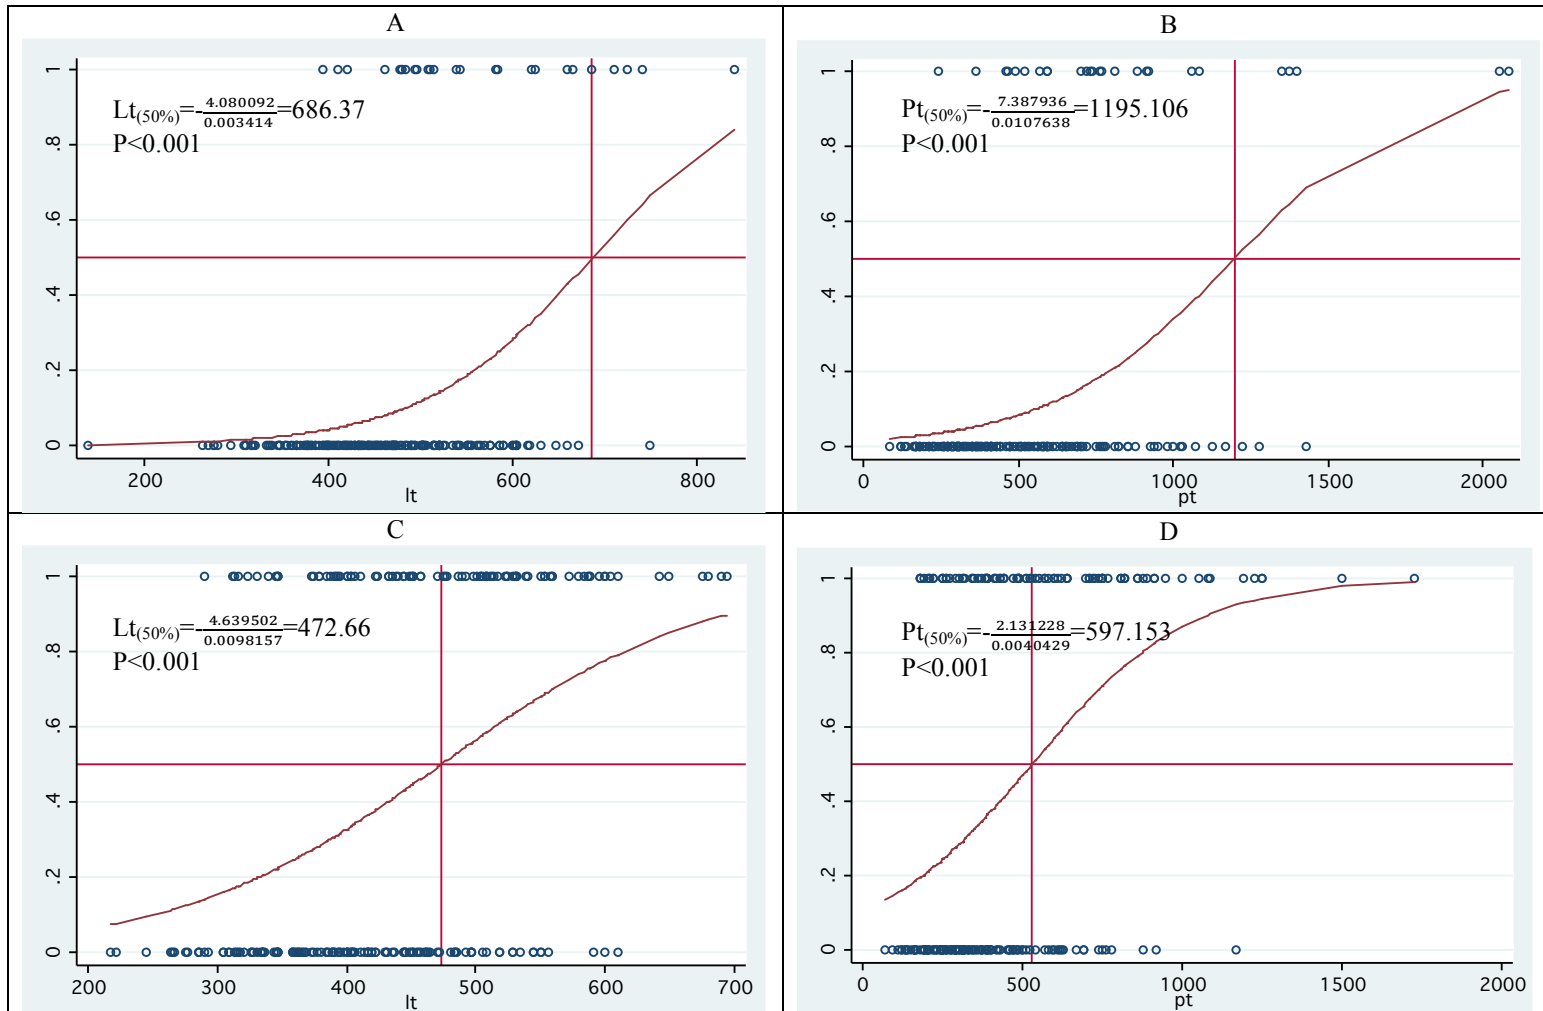 A
Lt(50%)=-4.080092/0.003414=686.37
P<0.001
1
.8
.6
.4
.2
0
200 400 600 800
lt
B
Pt(50%)=-7.387936/0.0107638=1195.106
P<0.001
1
.8
.6
.4
.2
0
0 500 1000 1500 2000
pt
C
Lt(50%)=-4.639502/0.0098157=472.66
P<0.001
1
.8
.6
.4
.2
0
200 300 400 500 600 700
lt
D
Pt(50%)=-2.131228/0.0040429=597.153
P<0.001
1
.8
.6
.4
.2
0
0 500 1000 1500 2000
pt